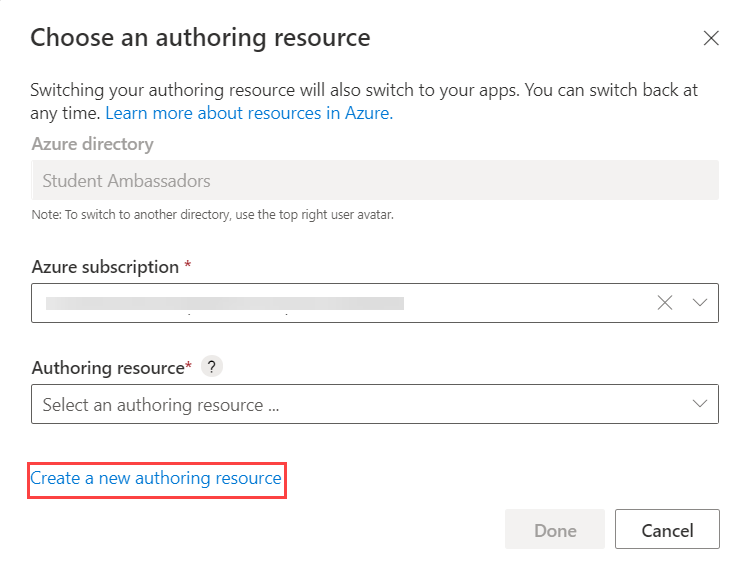 Choose an authoring resource
Switching your authoring resource will also switch to your apps. You can switch back at
any time. Learn more about resources in Azure.
Azure directory
Student Ambassadors
Note: To switch to another directory, use the top right user avatar.
Azure subscription *
Authoring resource* ?
Select an authoring resource ...
Create a new authoring resource
Done Cancel